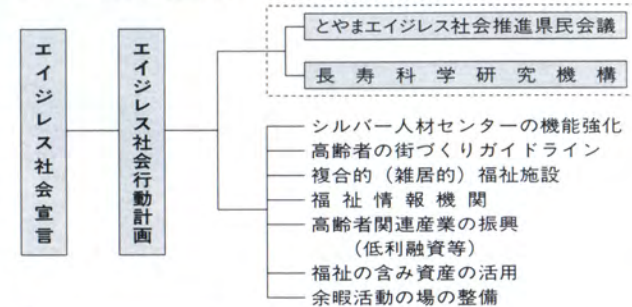 エイジレス社会宣言
エイジレス社会行動計画
とやまエイジレス社会推進県民会議
長寿科学研究機構
シルバー人材センターの機能強化
高齢者の街づくりガイドライン
複合的（雑居的）福祉施設
福祉情報機関
高齢者関連産業の振興
（低利融資等）
福祉の含み資産の活用
余暇活動の場の整備